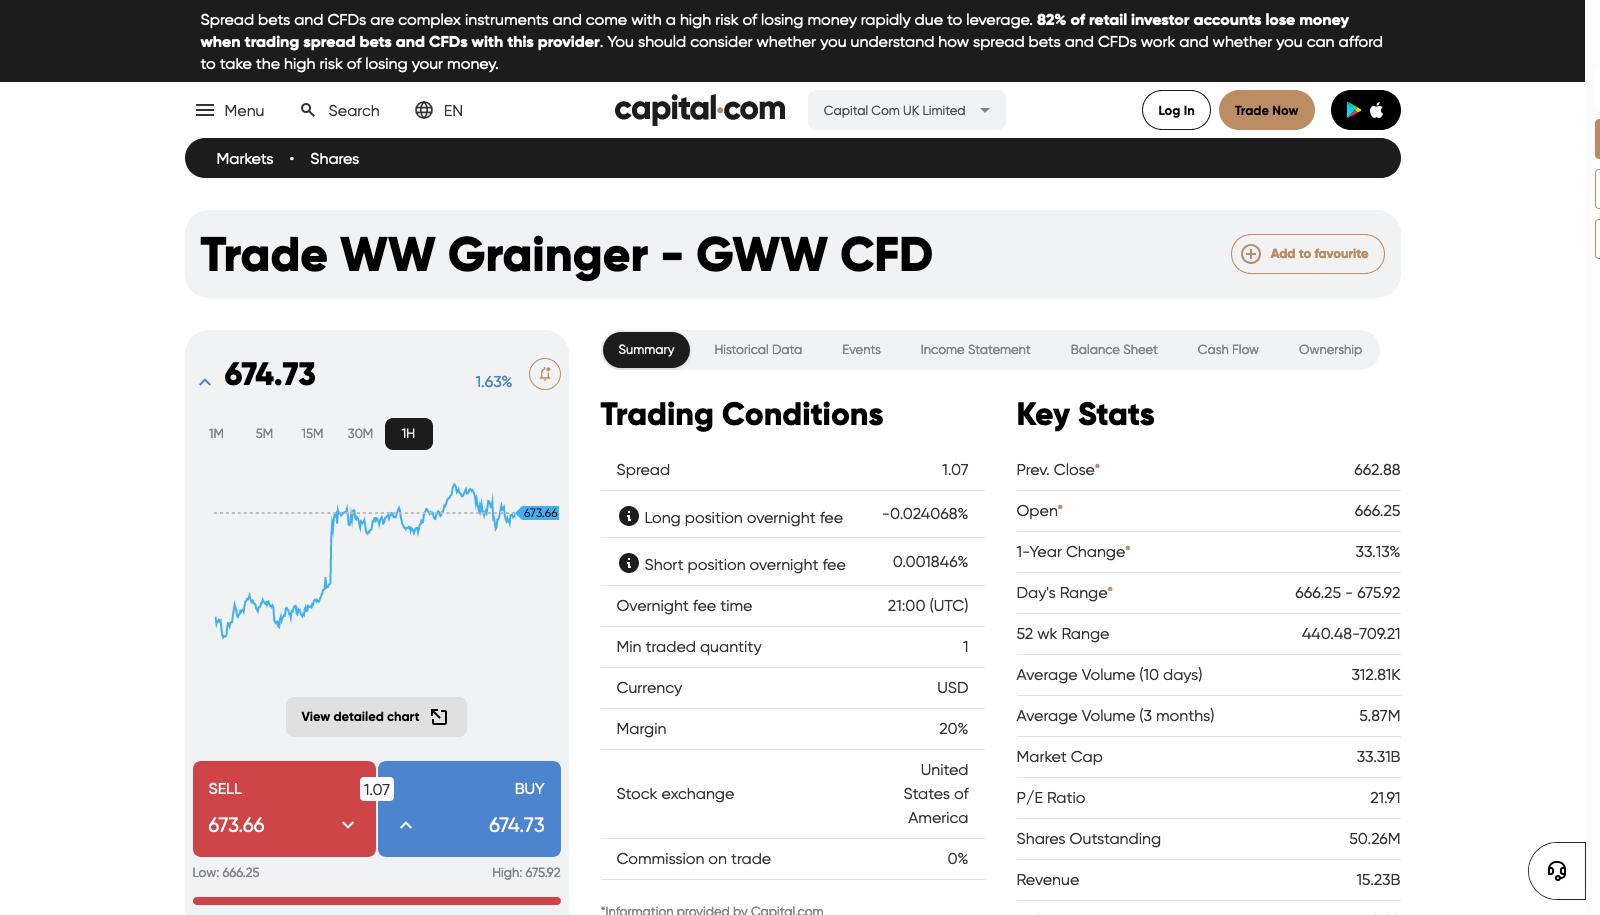 Spread bets and CFDs are complex instruments and come with a high risk of losing money rapidly due to leverage. 82% of retail investor accounts lose money
when trading spread bets and CFDs with this provider. You should consider whether you understand how spread bets and CFDs work and whether you can afford
to take the high risk of losing your money.
Menu
Search
EN
capital.com
Capital Com UK Limited
Log In
Trade Now
Markets • Shares
Trade WW Grainger - GWW CFD
Add to favourite
674.73
1.63%
1M 5M 15M 30M 1H
673.66
View detailed chart
SELL
673.66
1.07
BUY
674.73
Low: 666.25
High: 675.92
Summary Historical Data Events Income Statement Balance Sheet Cash Flow Ownership
Trading Conditions
Spread 1.07
Long position overnight fee -0.024068%
Short position overnight fee 0.001846%
Overnight fee time 21:00 (UTC)
Min traded quantity 1
Currency USD
Margin 20%
Stock exchange United
States of
America
Commission on trade 0%
*Information provided by Capital.com
Key Stats
Prev. Close* 662.88
Open* 666.25
1-Year Change* 33.13%
Day's Range* 666.25 - 675.92
52 wk Range 440.48-709.21
Average Volume (10 days) 312.81K
Average Volume (3 months) 5.87M
Market Cap 33.31B
P/E Ratio 21.91
Shares Outstanding 50.26M
Revenue 15.23B